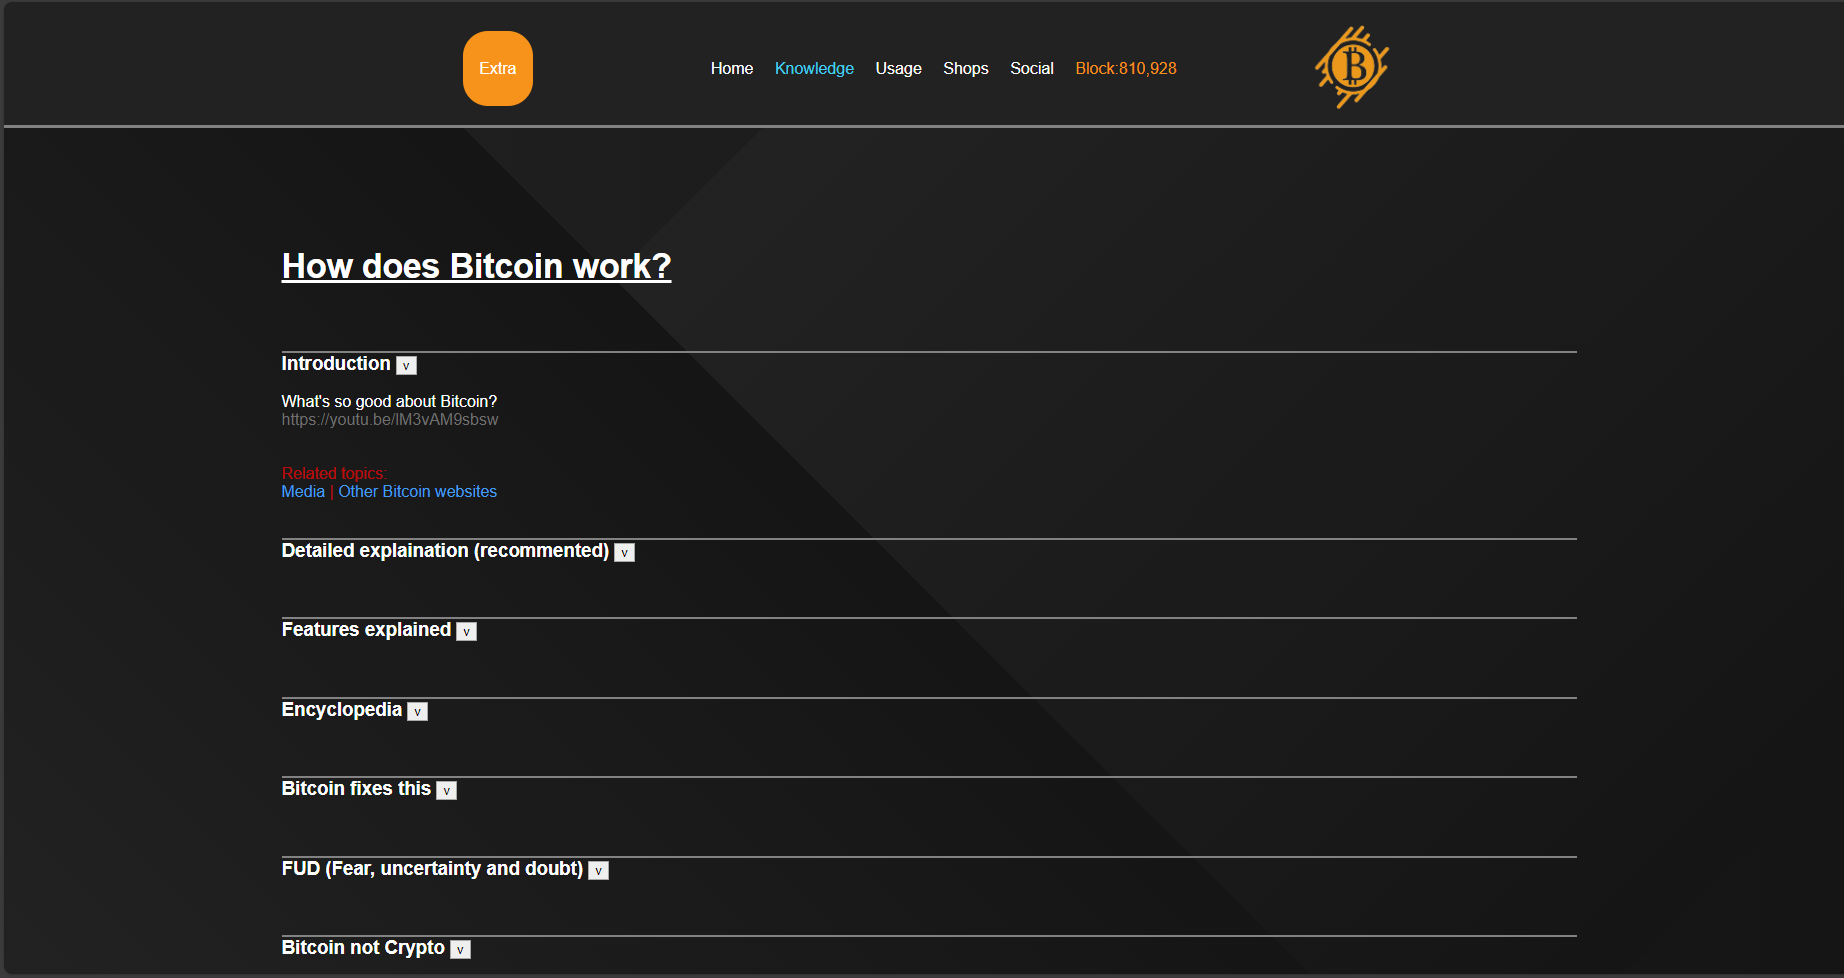 Extra
Home Knowledge Usage Shops Social Block:810,928
B
How does Bitcoin work?
Introduction v
What's so good about Bitcoin?
https://youtu.be/lM3vAM9sbsw
Related topics:
Media | Other Bitcoin websites
Detailed explaination (recommented) v
Features explained v
Encyclopedia v
Bitcoin fixes this v
FUD (Fear, uncertainty and doubt) v
Bitcoin not Crypto v